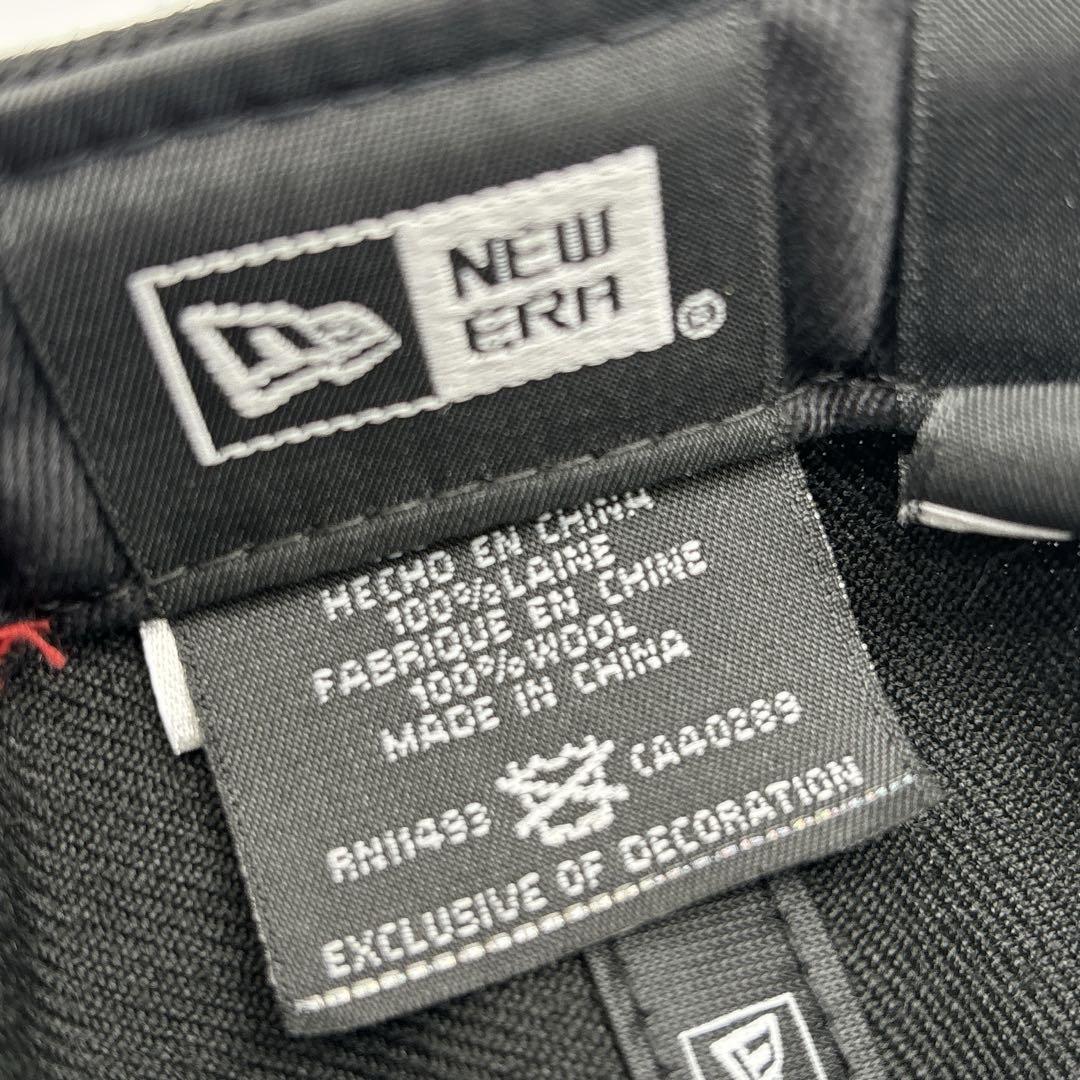 NEW
ERA
®
HECHO EN CHINA
100% LAINE
FABRIQUE EN CHINE
100% WOOL
MADE IN CHINA
RN11493 CA40289
EXCLUSIVE OF DECORATION